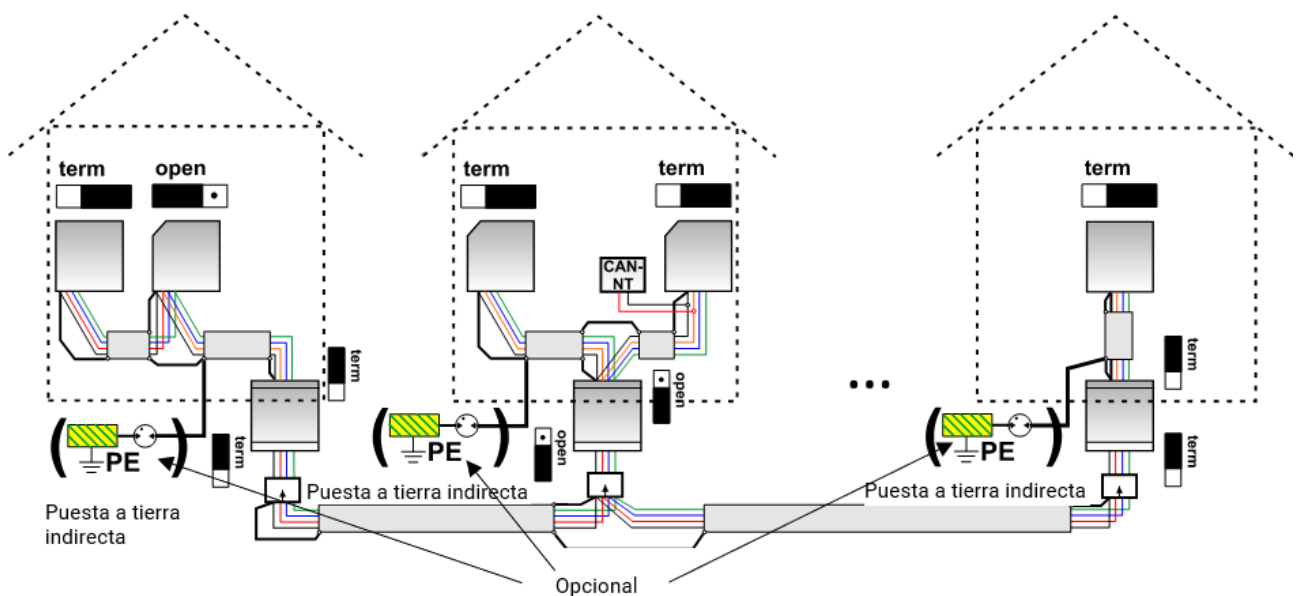 term
open
term
term
term
CAN-
NT
term
open
term
term
open
term
PE
PE
PE
Puesta a tierra
indirecta
Puesta a tierra indirecta
Puesta a tierra indirecta
Opcional